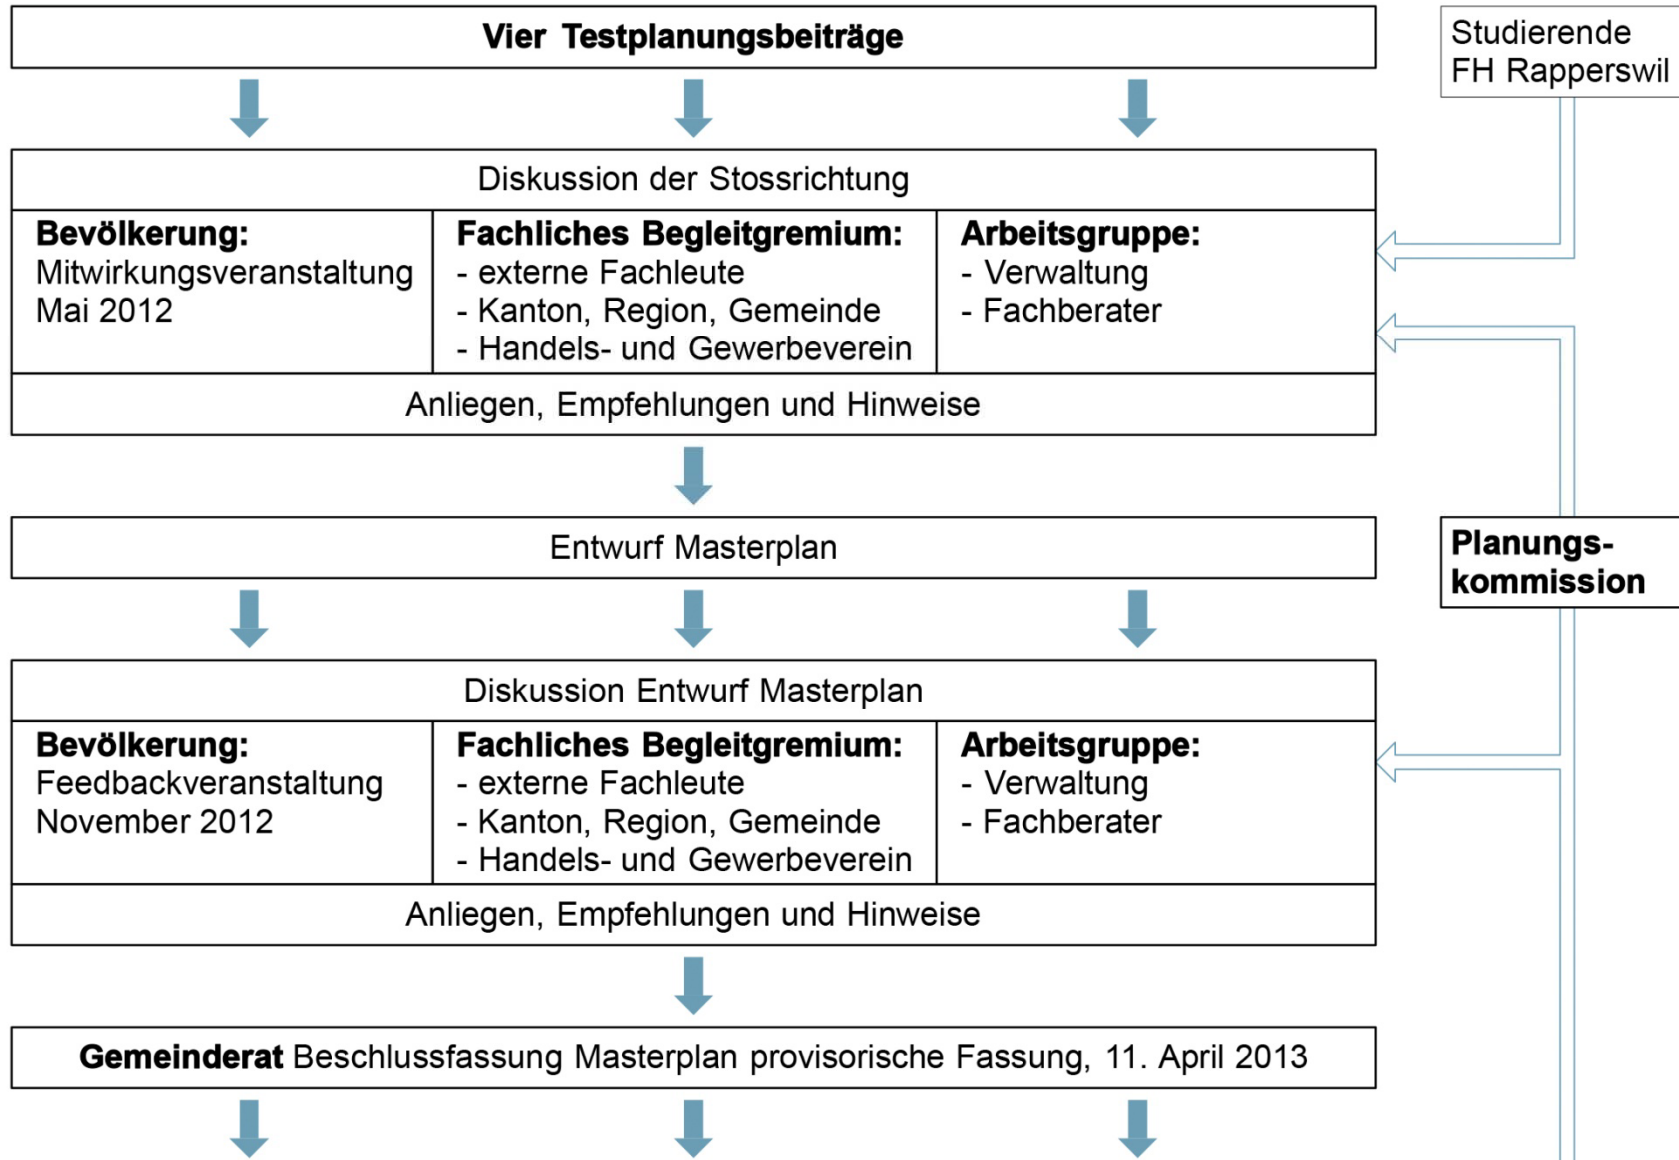 Vier Testplanungsbeiträge
Studierende
FH Rapperswil
Diskussion der Stossrichtung
Bevölkerung:
Mitwirkungsveranstaltung
Mai 2012
Fachliches Begleitgremium:
- externe Fachleute
- Kanton, Region, Gemeinde
- Handels- und Gewerbeverein
Arbeitsgruppe:
- Verwaltung
- Fachberater
Anliegen, Empfehlungen und Hinweise
Entwurf Masterplan
Planungs-
kommission
Diskussion Entwurf Masterplan
Bevölkerung:
Feedbackveranstaltung
November 2012
Fachliches Begleitgremium:
- externe Fachleute
- Kanton, Region, Gemeinde
- Handels- und Gewerbeverein
Arbeitsgruppe:
- Verwaltung
- Fachberater
Anliegen, Empfehlungen und Hinweise
Gemeinderat Beschlussfassung Masterplan provisorische Fassung, 11. April 2013